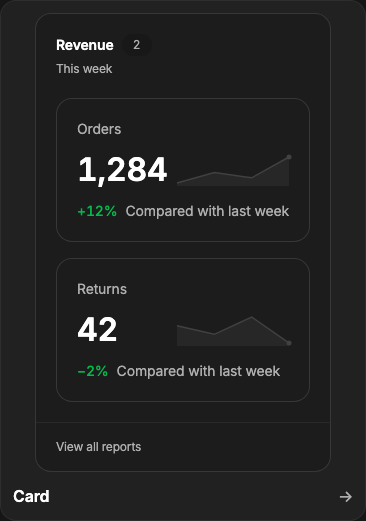 Revenue 2
This week
Orders
1,284
+12% Compared with last week
Returns
42
−2% Compared with last week
View all reports
Card →